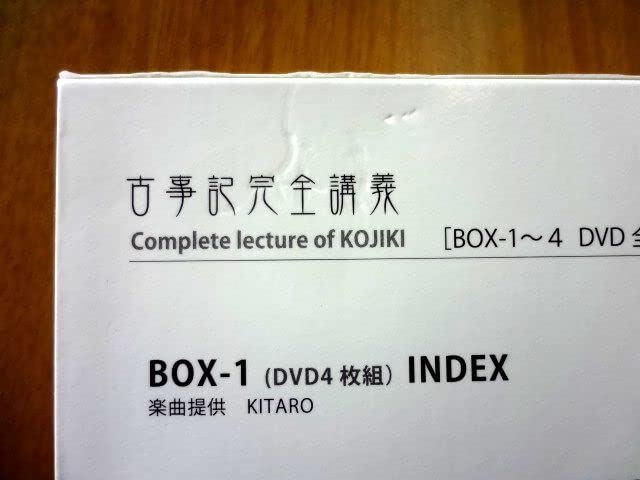 古事記完全講義
Complete lecture of KOJIKI [BOX-1～4 DVD 全
BOX-1 (DVD4 枚組) INDEX
楽曲提供 KITARO